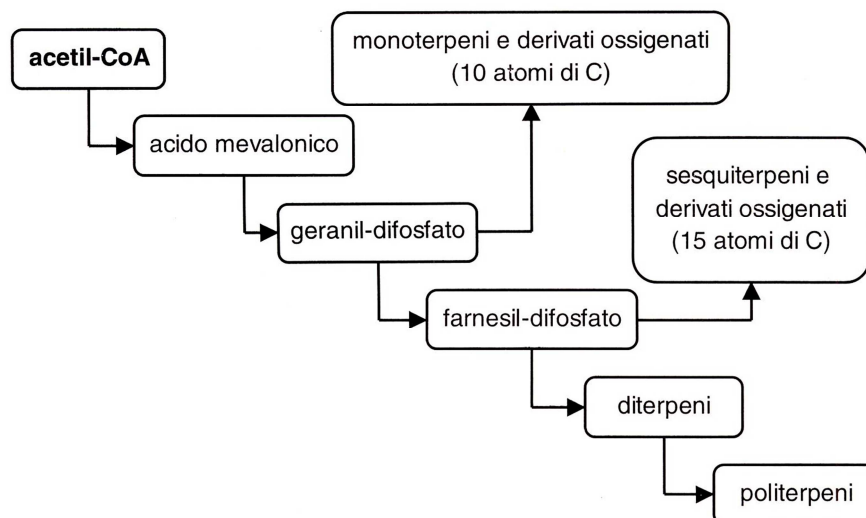 acetil-CoA
monoterpeni e derivati ossigenati
(10 atomi di C)
acido mevalonico
sesquiterpeni e
derivati ossigenati
(15 atomi di C)
geranil-difosfato
farnesil-difosfato
diterpeni
politerpeni